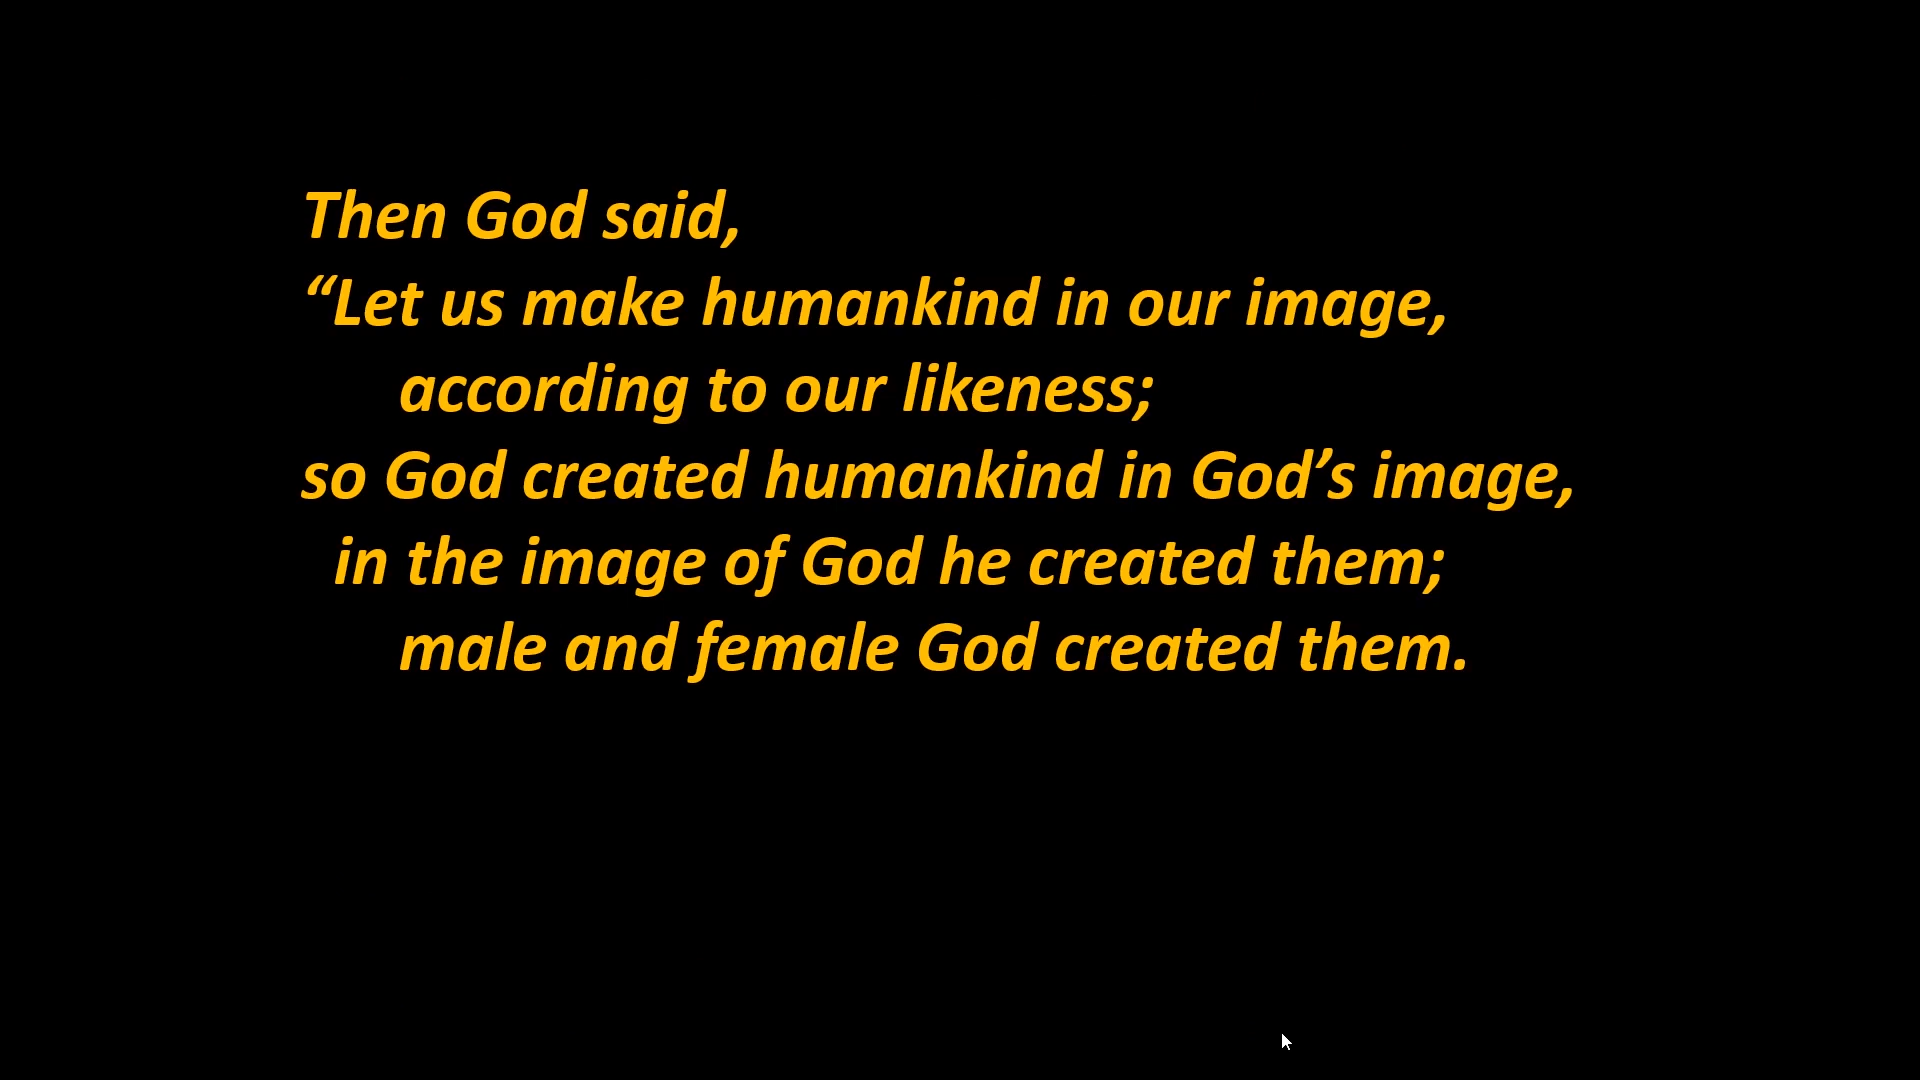 Then God said,
“Let us make humankind in our image,
according to our likeness;
so God created humankind in God’s image,
in the image of God he created them;
male and female God created them.